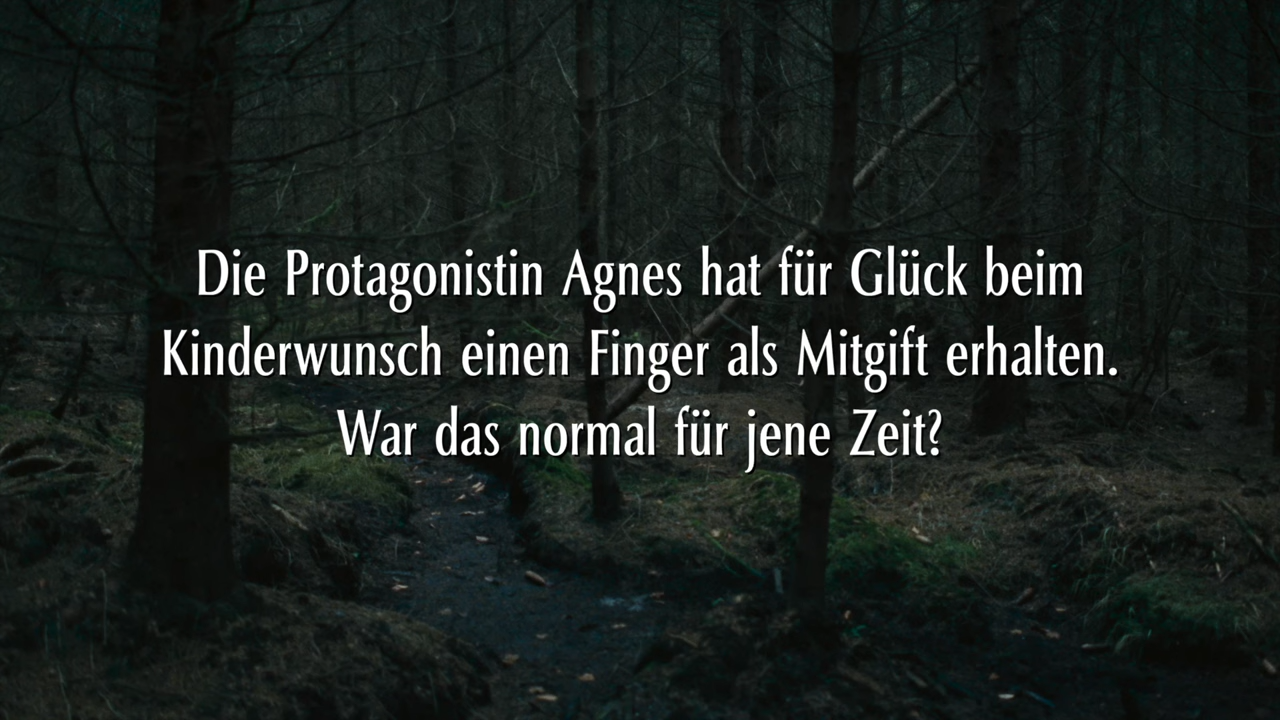 Die Protagonistin Agnes hat für Glück beim
Kinderwunsch einen Finger als Mitgift erhalten.
War das normal für jene Zeit?